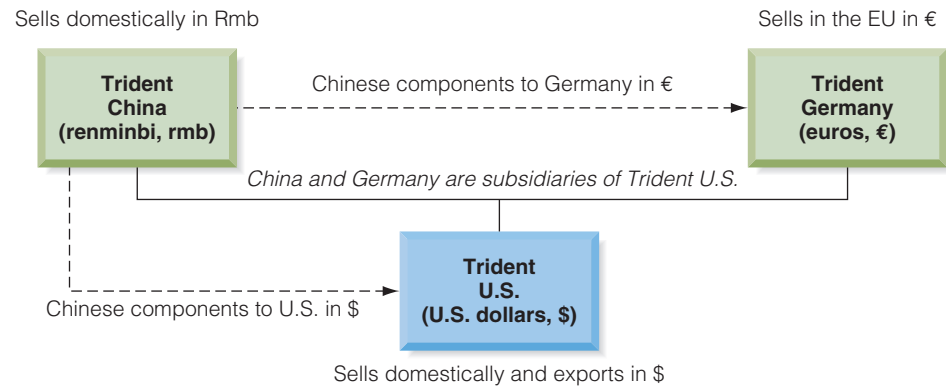 Sells domestically in Rmb
Sells in the EU in €
Trident
China
(renminbi, rmb)
Chinese components to Germany in €
Trident
Germany
(euros, €)
China and Germany are subsidiaries of Trident U.S.
Trident
U.S.
(U.S. dollars, $)
Chinese components to U.S. in $
Sells domestically and exports in $